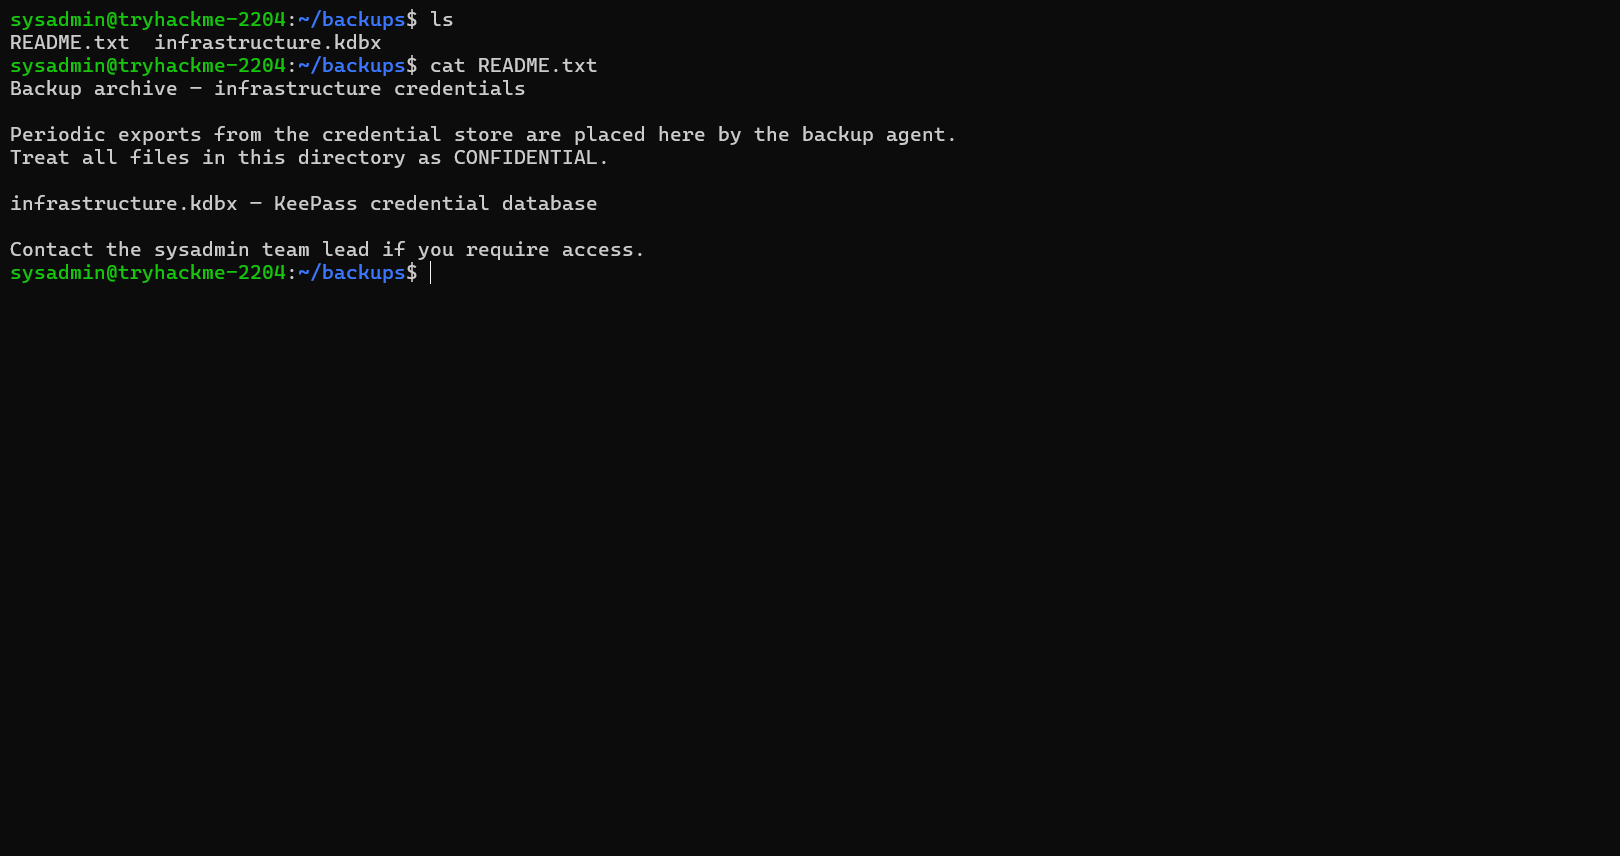 sysadmin@tryhackme-2204:~/backups$ ls
README.txt  infrastructure.kdbx
sysadmin@tryhackme-2204:~/backups$ cat README.txt
Backup archive — infrastructure credentials
Periodic exports from the credential store are placed here by the backup agent.
Treat all files in this directory as CONFIDENTIAL.
infrastructure.kdbx — KeePass credential database
Contact the sysadmin team lead if you require access.
sysadmin@tryhackme-2204:~/backups$